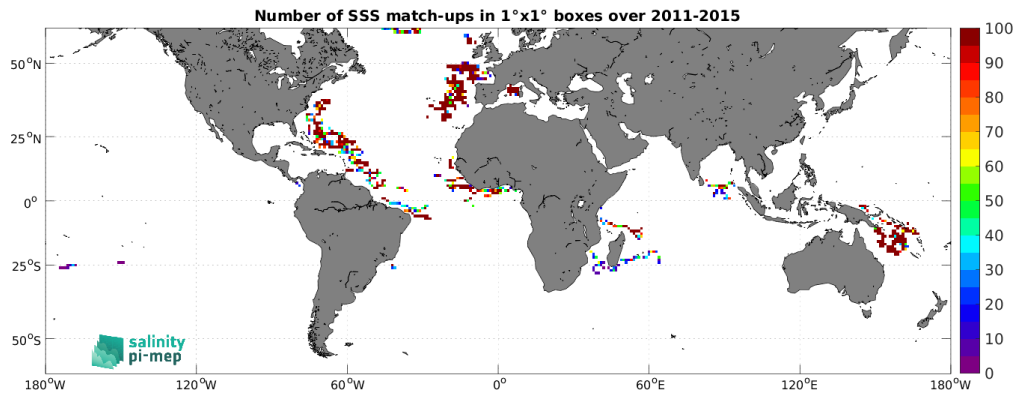 Number of SSS match-ups in 1°x1° boxes over 2011-2015
50°N
25°N
0°
25°S
50°S
180°W
120°W
60°W
0°
60°E
120°E
180°W
100
90
80
70
60
50
40
30
20
10
0
salinity
pi-mep